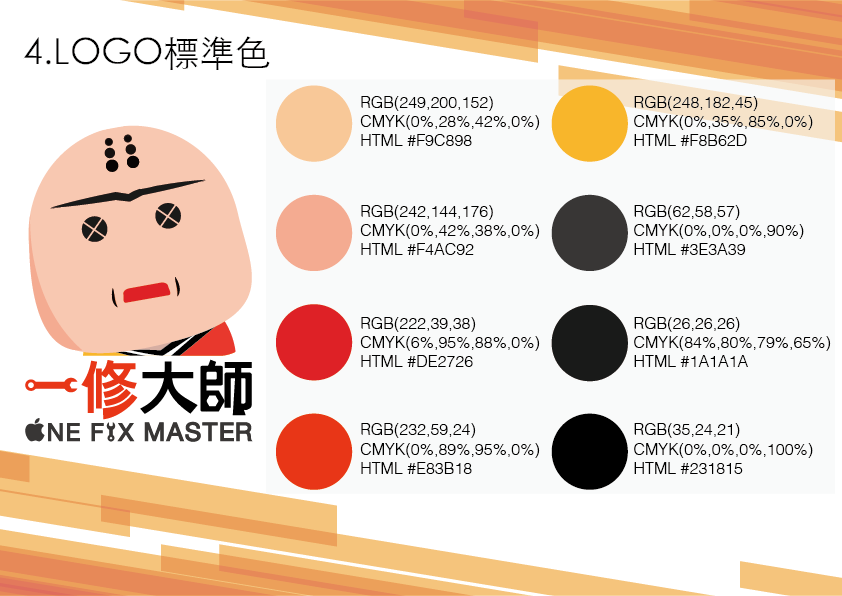 4.LOGO標準色
RGB(249,200,152)
CMYK(0%,28%,42%,0%)
HTML #F9C898
RGB(248,182,45)
CMYK(0%,35%,85%,0%)
HTML #F8B62D
RGB(242,144,176)
CMYK(0%,42%,38%,0%)
HTML #F4AC92
RGB(62,58,57)
CMYK(0%,0%,0%,90%)
HTML #3E3A39
RGB(222,39,38)
CMYK(6%,95%,88%,0%)
HTML #DE2726
RGB(26,26,26)
CMYK(84%,80%,79%,65%)
HTML #1A1A1A
RGB(232,59,24)
CMYK(0%,89%,95%,0%)
HTML #E83B18
RGB(35,24,21)
CMYK(0%,0%,0%,100%)
HTML #231815
一修大師
ONE FIX MASTER